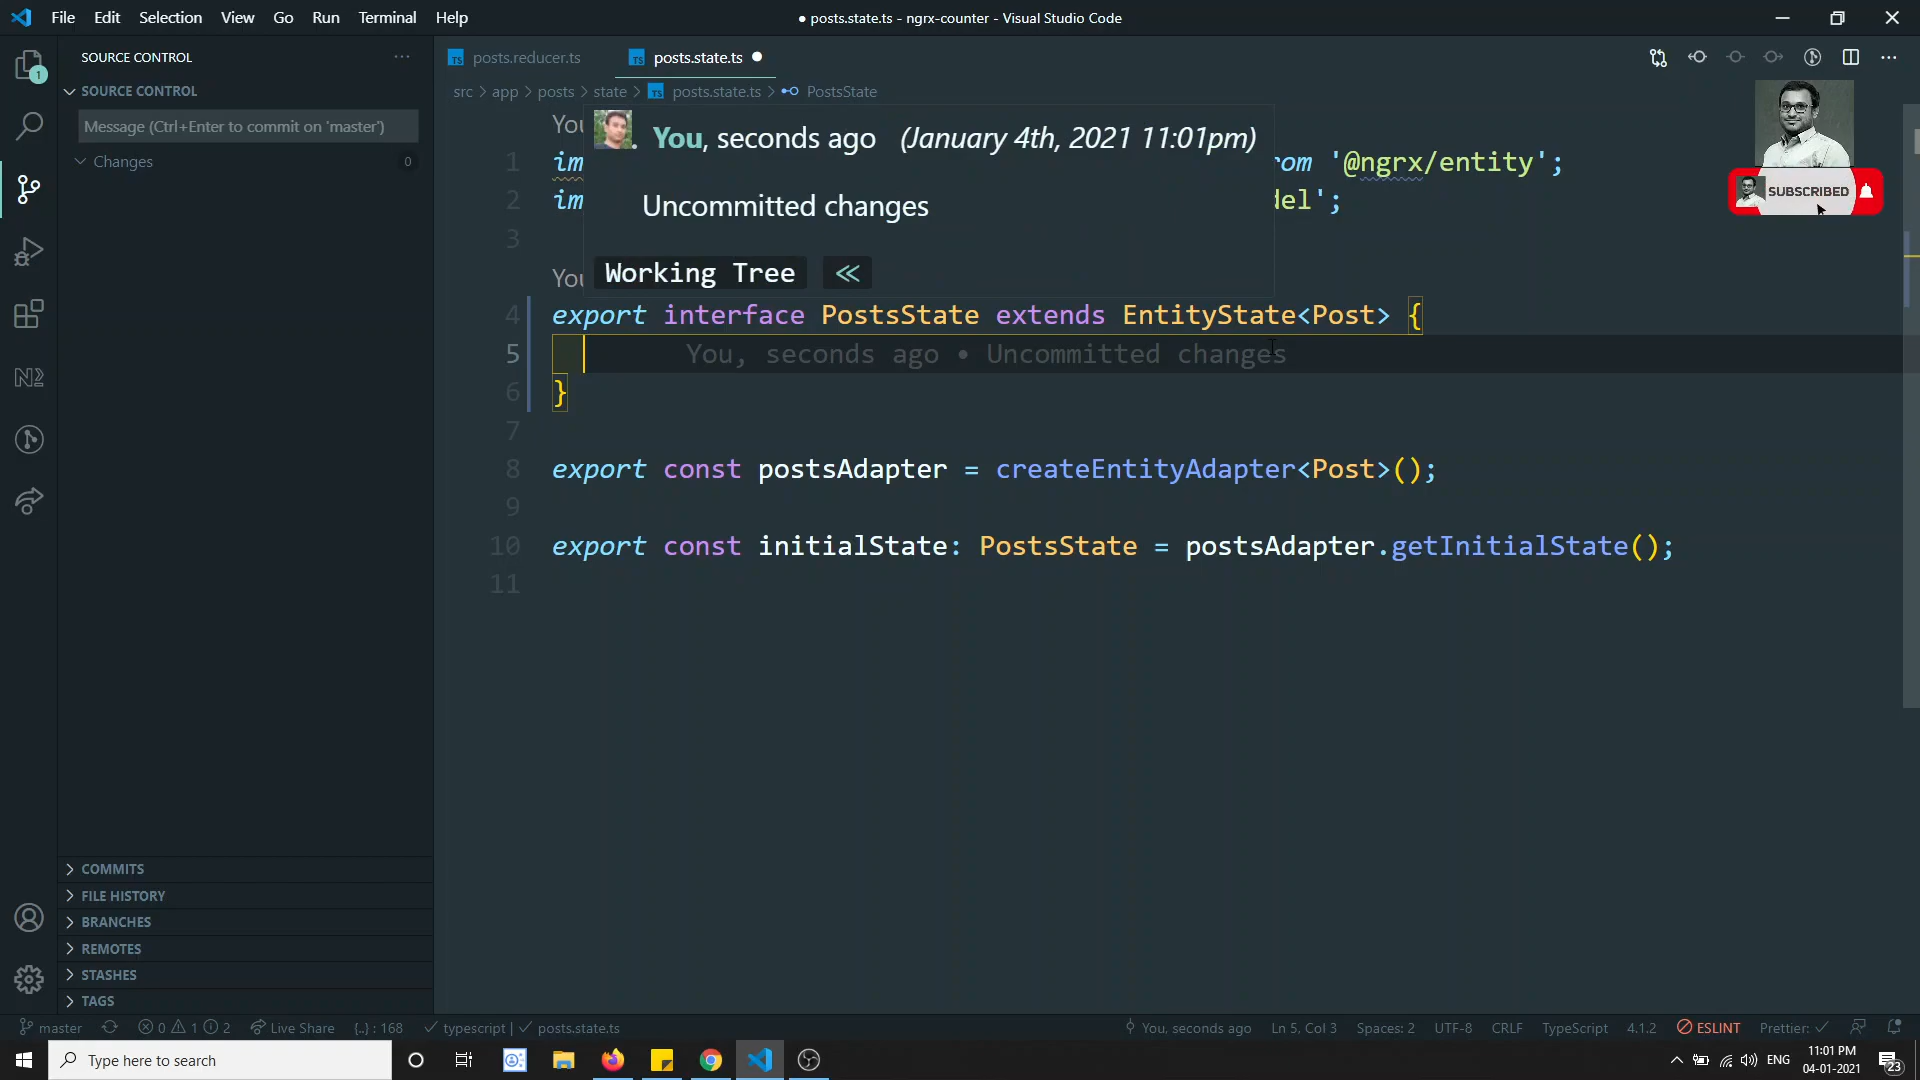 File Edit Selection View Go Run Terminal Help
● posts.state.ts - ngrx-counter - Visual Studio Code
SOURCE CONTROL
SOURCE CONTROL
Message (Ctrl+Enter to commit on 'master')
Changes 0
1
COMMITS
FILE HISTORY
BRANCHES
REMOTES
STASHES
TAGS
posts.reducer.ts posts.state.ts
src > app > posts > state > TS posts.state.ts > PostsState
You, seconds ago (January 4th, 2021 11:01pm)
Uncommitted changes
Working Tree
SUBSCRIBED
1 im rom '@ngrx/entity';
2 im del';
3
4 export interface PostsState extends EntityState<Post> {
5 You, seconds ago • Uncommitted changes
6 }
7
8 export const postsAdapter = createEntityAdapter<Post>();
9
10 export const initialState: PostsState = postsAdapter.getInitialState();
11
master 0 1 2 Live Share {..} : 168 typescript | posts.state.ts You, seconds ago Ln 5, Col 3 Spaces: 2 UTF-8 CRLF TypeScript 4.1.2 ESLINT Prettier: ✓
Type here to search
ENG
11:01 PM
04-01-2021
23